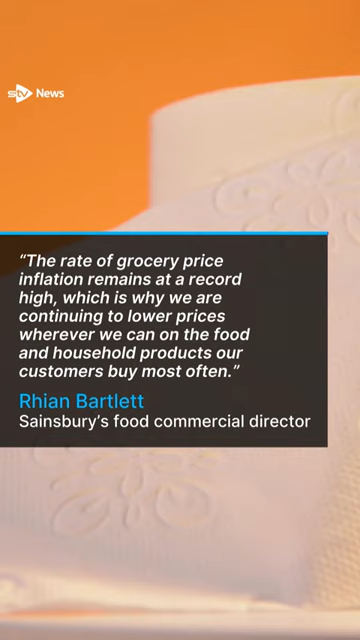 stv News
“The rate of grocery price
inflation remains at a record
high, which is why we are
continuing to lower prices
wherever we can on the food
and household products our
customers buy most often.”
Rhian Bartlett
Sainsbury’s food commercial director